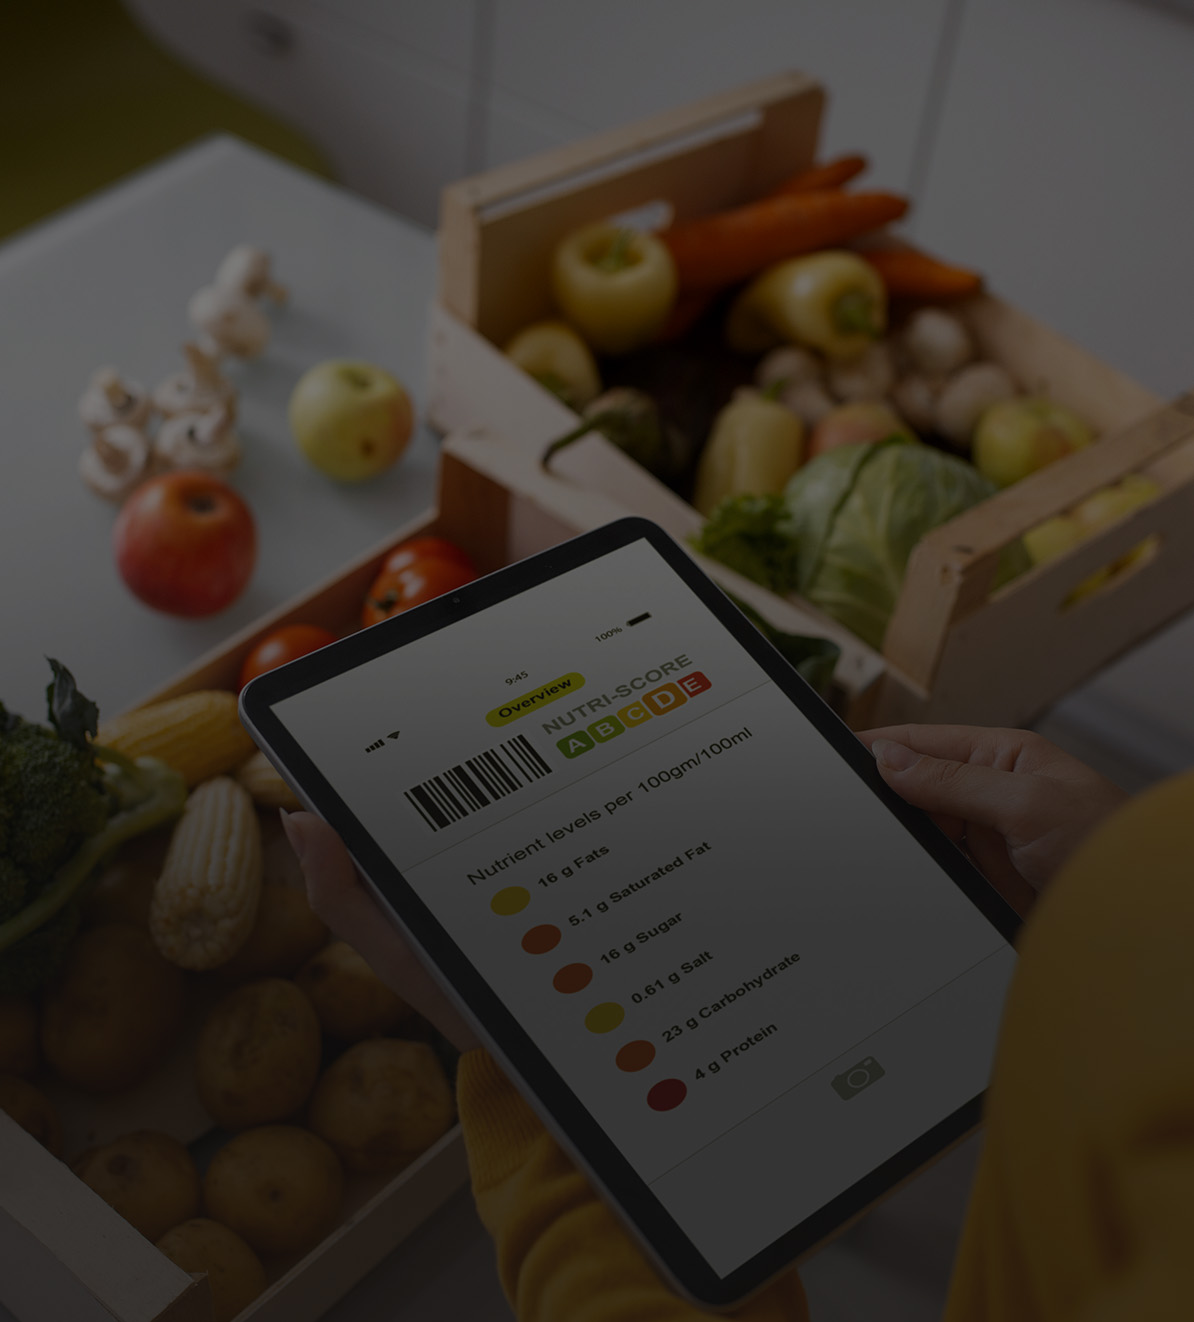 100%
9:45
Overview
NUTRI-SCORE
A B C D E
Nutrient levels per 100gm/100ml
16 g Fats
5.1 g Saturated Fat
16 g Sugar
0.61 g Salt
23 g Carbohydrate
4 g Protein